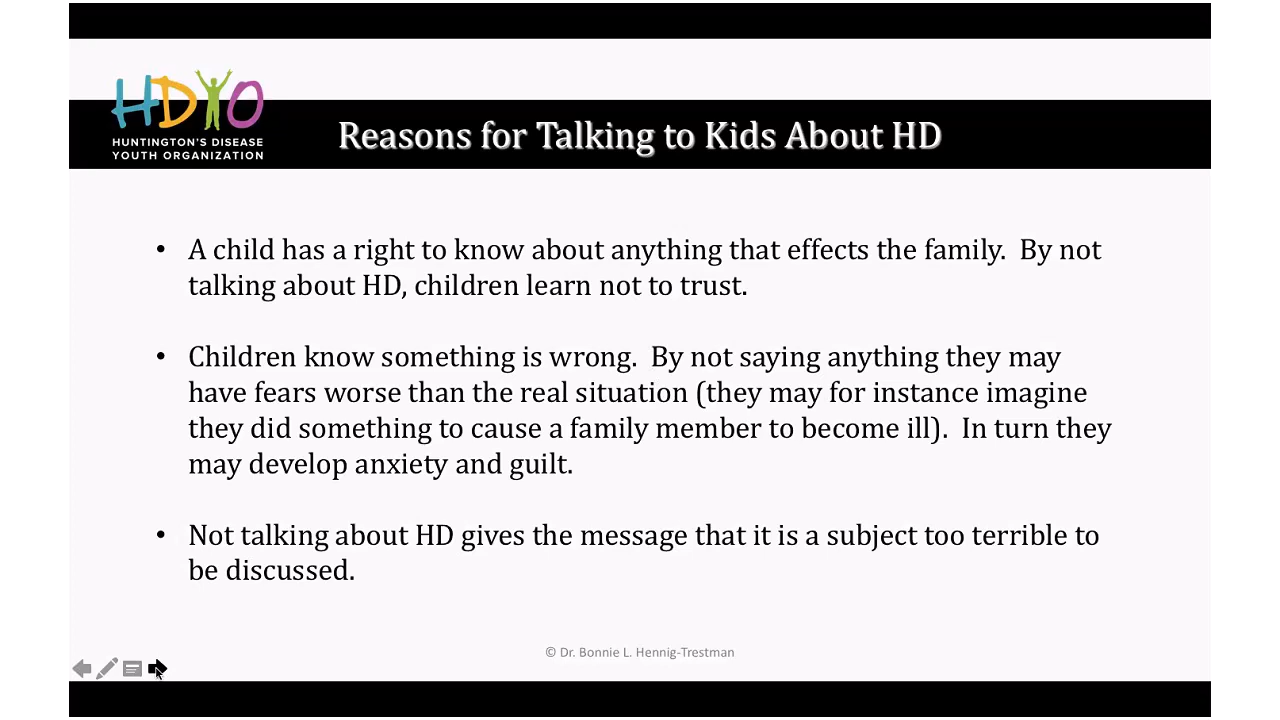 HDYO
HUNTINGTON'S DISEASE
YOUTH ORGANIZATION
Reasons for Talking to Kids About HD
• A child has a right to know about anything that effects the family.  By not
talking about HD, children learn not to trust.
• Children know something is wrong.  By not saying anything they may
have fears worse than the real situation (they may for instance imagine
they did something to cause a family member to become ill).  In turn they
may develop anxiety and guilt.
• Not talking about HD gives the message that it is a subject too terrible to
be discussed.
© Dr. Bonnie L. Hennig-Trestman